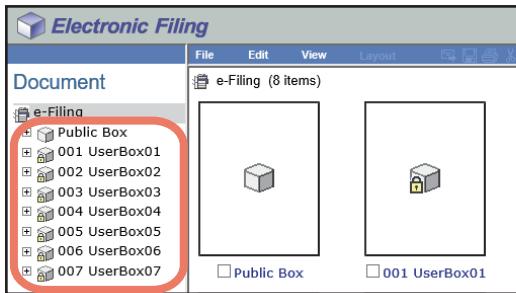 Electronic Filing
File Edit View Layout
Document
e-Filing (8 items)
e-Filing
Public Box
001 UserBox01
002 UserBox02
003 UserBox03
004 UserBox04
005 UserBox05
006 UserBox06
007 UserBox07
Public Box
001 UserBox01